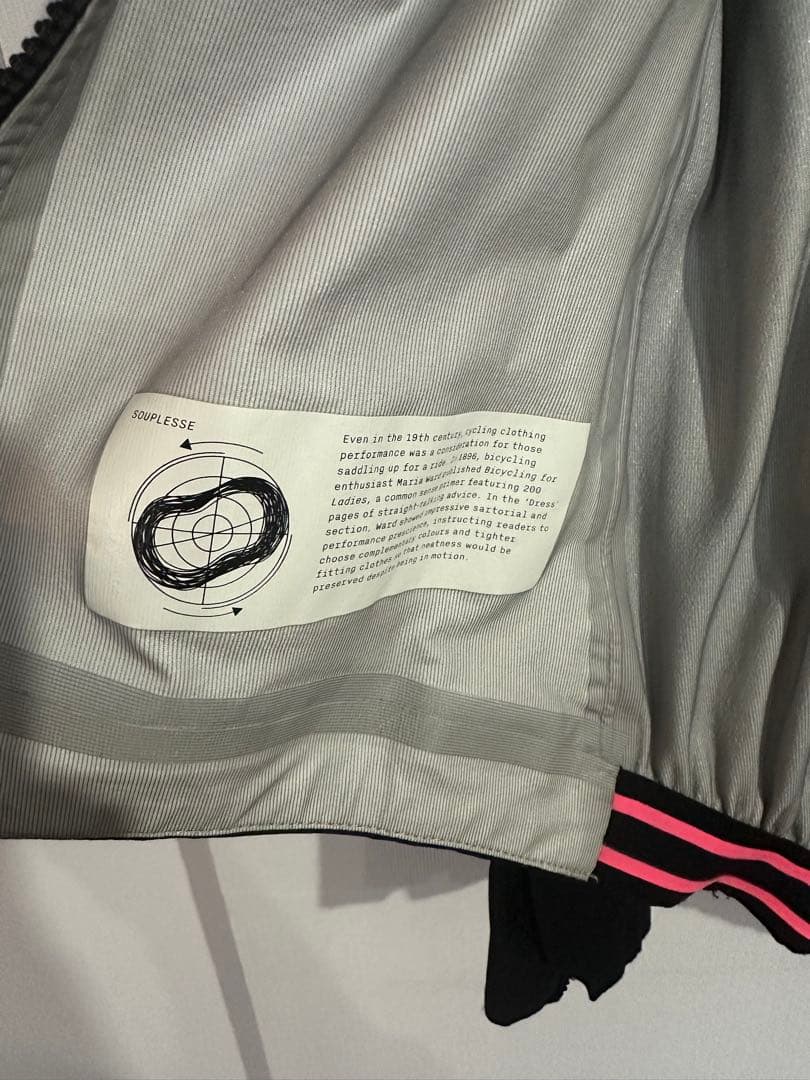 SOUPLESSE
Even in the 19th century, cycling clothing
performance was a consideration for those
saddling up for a ride. In 1896, bicycling
enthusiast Maria Ward published Bicycling for
Ladies, a common sense primer featuring 200
pages of straight-talking advice. In the 'Dress'
section, Ward showed impressive sartorial and
performance prescience, instructing readers to
choose complementary colours and tighter
fitting clothes so that neatness would be
preserved despite being in motion.